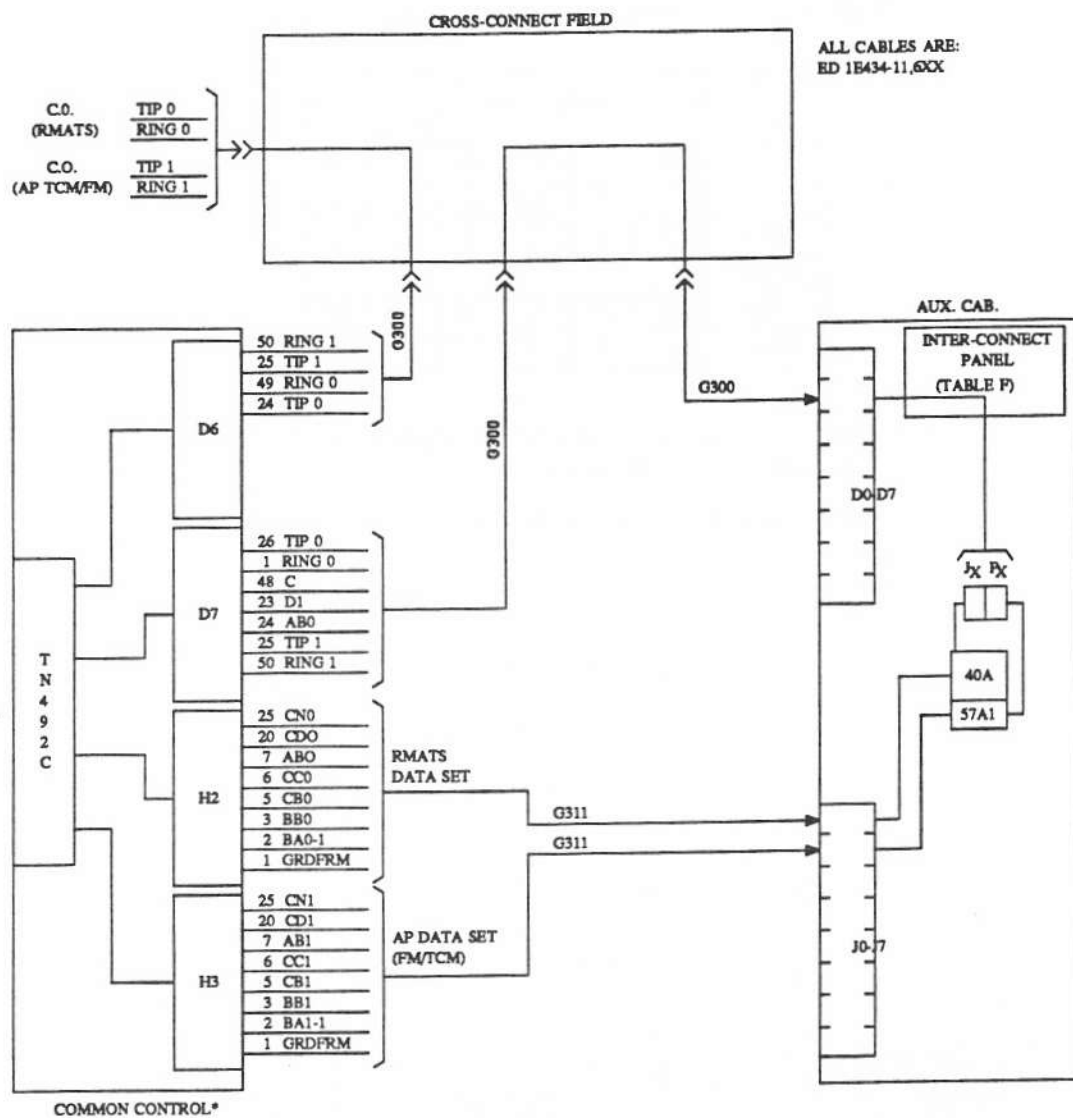 CROSS-CONNECT FIELD
ALL CABLES ARE:
ED 1E434-11,6XX
C.O.
(RMATS)
TIP 0
RING 0
C.O.
(AP TCM/FM)
TIP 1
RING 1
G300
G300
G300
AUX. CAB.
INTER-CONNECT
PANEL
(TABLE F)
D0-D7
JX PX
40A
57A1
J0-J7
TN492C
D6
50 RING 1
25 TIP 1
49 RING 0
24 TIP 0
D7
26 TIP 0
1 RING 0
48 C
23 D1
24 AB0
25 TIP 1
50 RING 1
H2
25 CN0
20 CDO
7 ABO
6 CC0
5 CB0
3 BB0
2 BA0-1
1 GRDFRM
RMATS
DATA SET
G311
G311
H3
25 CN1
20 CD1
7 AB1
6 CC1
5 CB1
3 BB1
2 BA1-1
1 GRDFRM
AP DATA SET
(FM/TCM)
COMMON CONTROL*